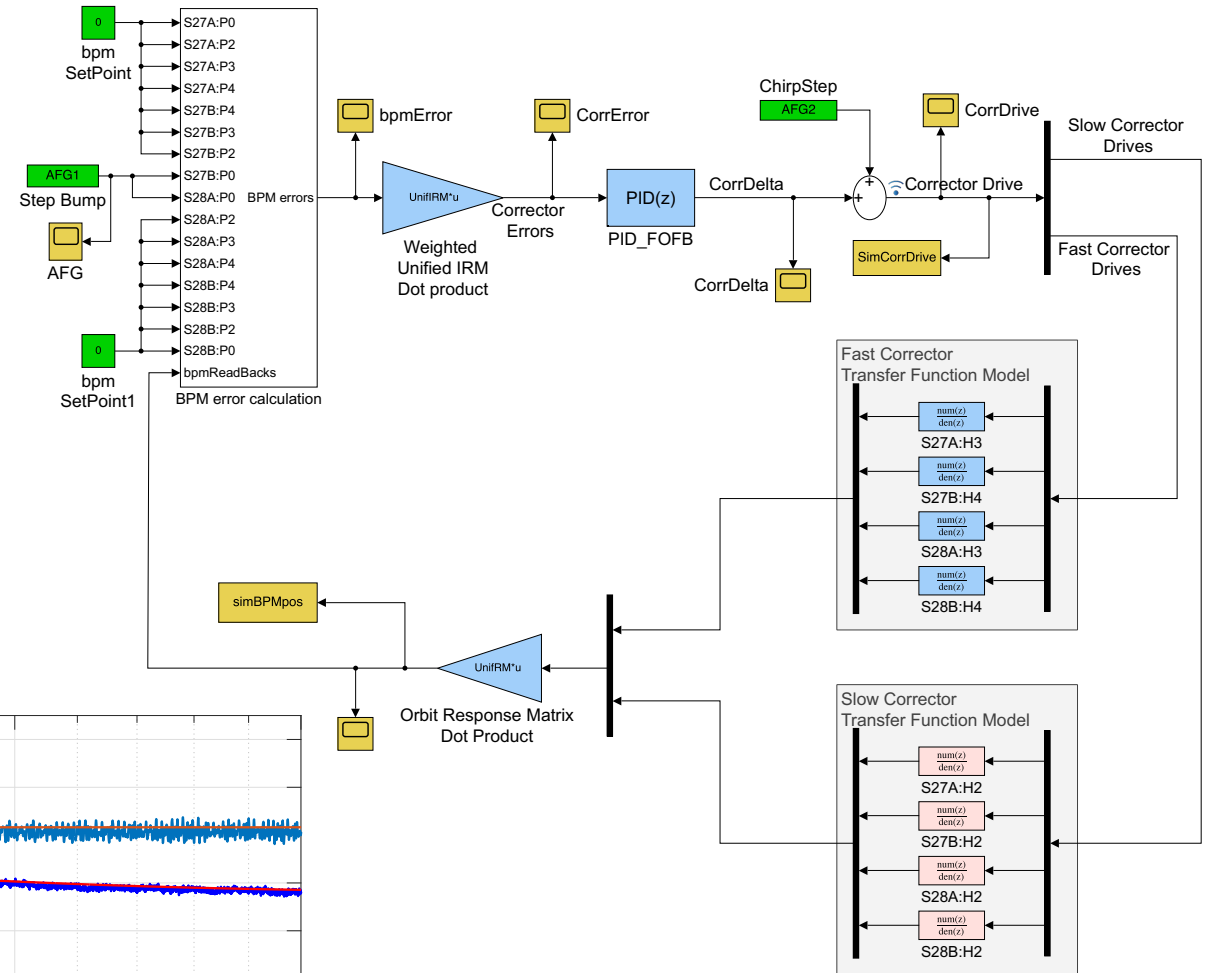 0
bpm
SetPoint
AFG1
Step Bump
AFG
0
bpm
SetPoint1
S27A:P0
S27A:P2
S27A:P3
S27A:P4
S27B:P4
S27B:P3
S27B:P2
S27B:P0
S28A:P0
S28A:P2
S28A:P3
S28A:P4
S28B:P4
S28B:P3
S28B:P2
S28B:P0
bpmReadBacks
BPM errors
BPM error calculation
bpmError
UnifIRM*u
Weighted
Unified IRM
Dot product
CorrError
Corrector
Errors
PID(z)
PID_FOFB
CorrDelta
CorrDelta
ChirpStep
AFG2
+
+
CorrDrive
Corrector Drive
SimCorrDrive
Slow Corrector
Drives
Fast Corrector
Drives
Fast Corrector
Transfer Function Model
num(z)
den(z)
S27A:H3
num(z)
den(z)
S27B:H4
num(z)
den(z)
S28A:H3
num(z)
den(z)
S28B:H4
simBPMpos
UnifRM*u
Orbit Response Matrix
Dot Product
Slow Corrector
Transfer Function Model
num(z)
den(z)
S27A:H2
num(z)
den(z)
S27B:H2
num(z)
den(z)
S28A:H2
num(z)
den(z)
S28B:H2